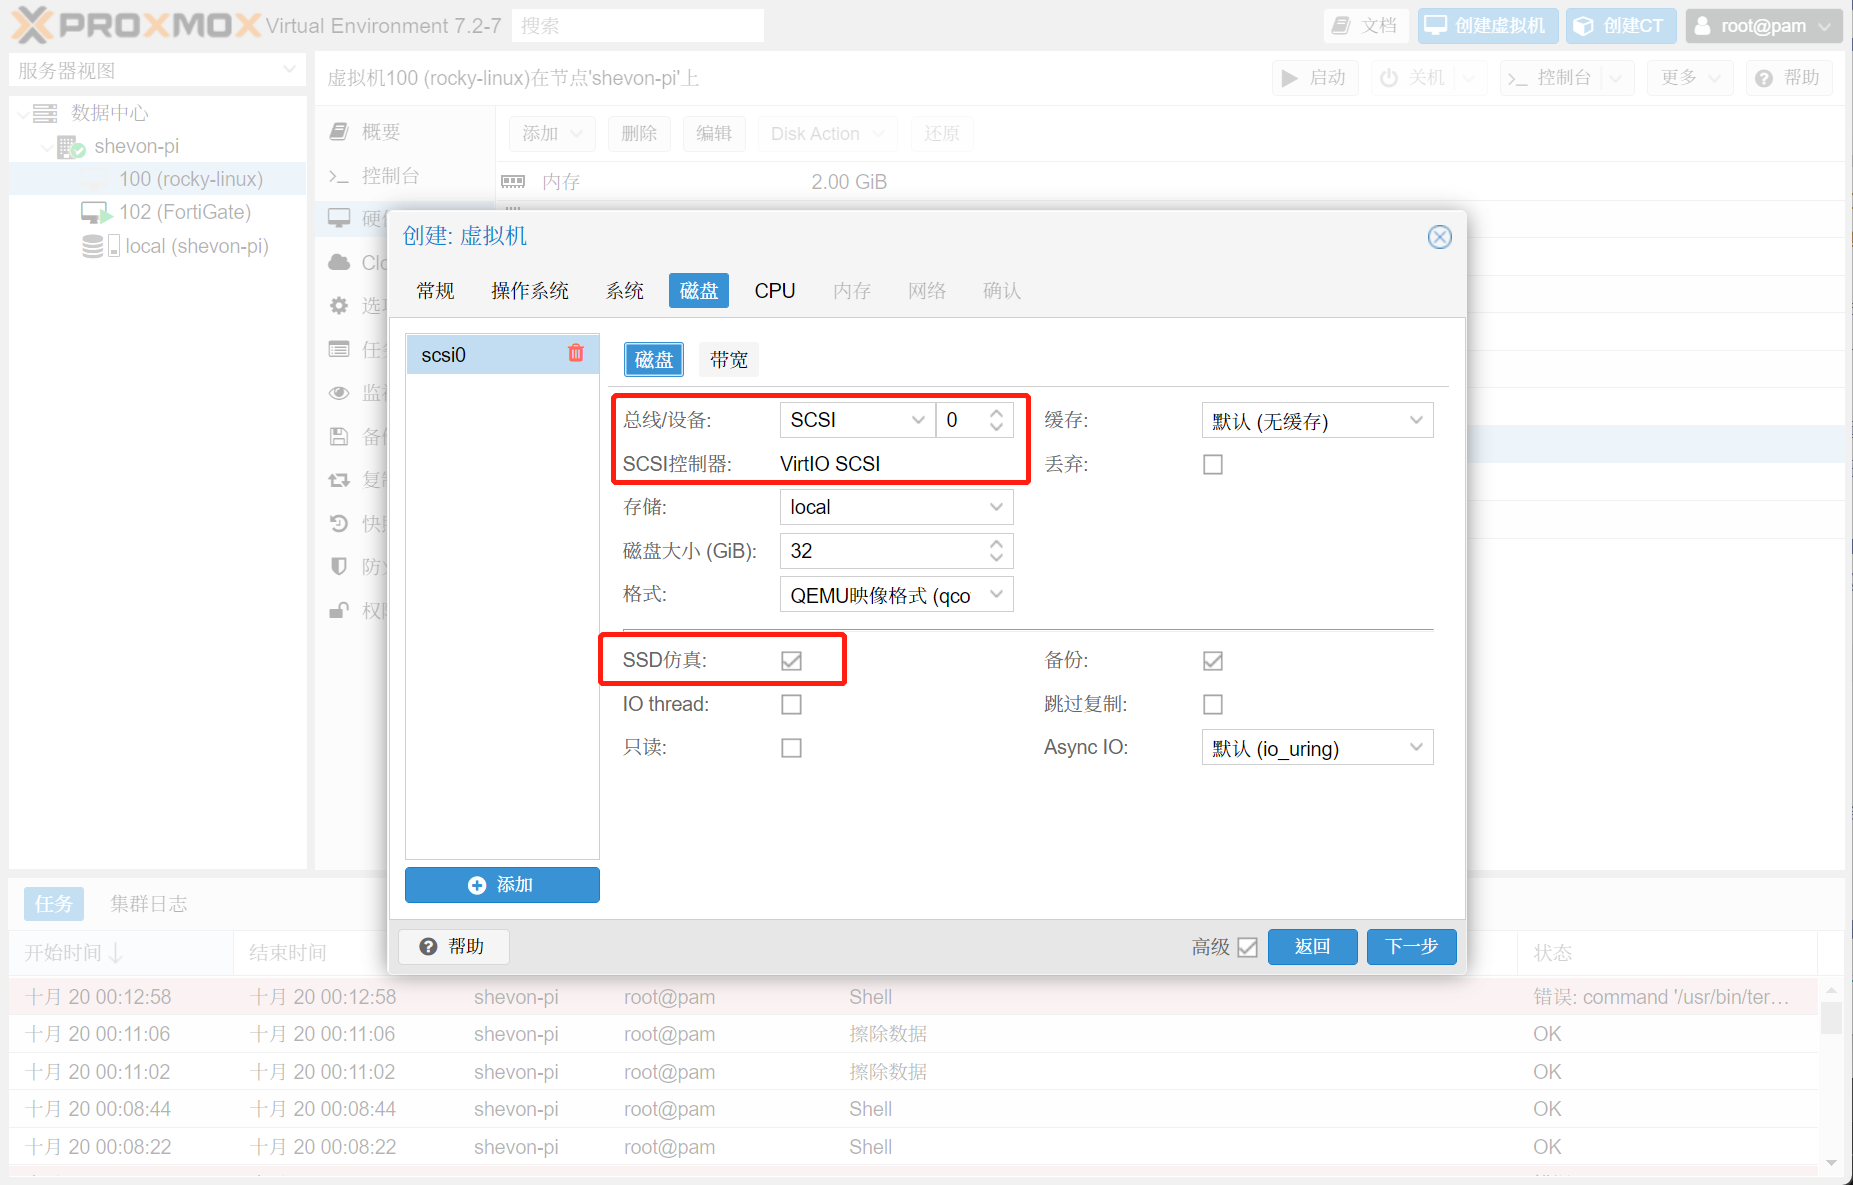 PROXMOX Virtual Environment 7.2-7 搜索 文档 创建虚拟机 创建CT root@pam
服务器视图
数据中心
shevon-pi
100 (rocky-linux)
102 (FortiGate)
local (shevon-pi)
虚拟机100 (rocky-linux)在节点'shevon-pi'上 启动 关机 控制台 更多 帮助
概要
控制台
添加 删除 编辑 Disk Action 还原
内存 2.00 GiB
创建: 虚拟机
常规 操作系统 系统 磁盘 CPU 内存 网络 确认
scsi0
磁盘 带宽
总线/设备: SCSI 0 缓存: 默认 (无缓存)
SCSI控制器: VirtIO SCSI 丢弃:
存储: local
磁盘大小 (GiB): 32
格式: QEMU映像格式 (qco
SSD仿真: 备份:
IO thread: 跳过复制:
只读: Async IO: 默认 (io_uring)
添加
帮助 高级 返回 下一步
任务 集群日志
开始时间 结束时间 状态
十月 20 00:12:58 十月 20 00:12:58 shevon-pi root@pam Shell 错误: command '/usr/bin/ter…
十月 20 00:11:06 十月 20 00:11:06 shevon-pi root@pam 擦除数据 OK
十月 20 00:11:02 十月 20 00:11:02 shevon-pi root@pam 擦除数据 OK
十月 20 00:08:44 十月 20 00:08:44 shevon-pi root@pam Shell OK
十月 20 00:08:22 十月 20 00:08:22 shevon-pi root@pam Shell OK